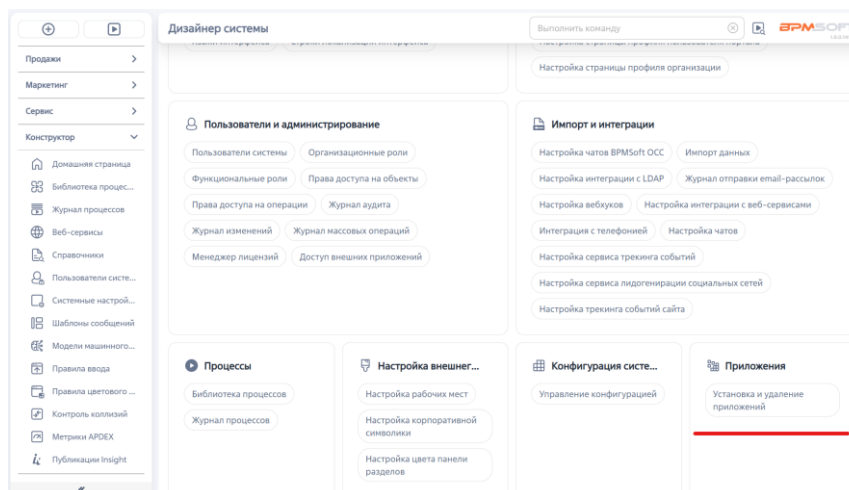 Дизайнер системы
Выполнить команду
BPMSOFT
Продажи
Маркетинг
Сервис
Конструктор
Домашняя страница
Библиотека процес...
Журнал процессов
Веб-сервисы
Справочники
Пользователи систе...
Системные настрой...
Шаблоны сообщений
Модели машинного...
Правила ввода
Правила цветового ...
Контроль коллизий
Метрики APDEX
Публикации Insight
Настройка страницы профиля организации
Пользователи и администрирование
Пользователи системы Организационные роли
Функциональные роли Права доступа на объекты
Права доступа на операции Журнал аудита
Журнал изменений Журнал массовых операций
Менеджер лицензий Доступ внешних приложений
Импорт и интеграции
Настройка чатов BPMSoft OCC Импорт данных
Настройка интеграции с LDAP Журнал отправки email-рассылок
Настройка вебхуков Настройка интеграции с веб-сервисами
Интеграция с телефонией Настройка чатов
Настройка сервиса трекинга событий
Настройка сервиса лидогенирации социальных сетей
Настройка трекинга событий сайта
Процессы
Библиотека процессов
Журнал процессов
Настройка внешнег...
Настройка рабочих мест
Настройка корпоративной
символики
Настройка цвета панели
разделов
Конфигурация систе...
Управление конфигурацией
Приложения
Установка и удаление
приложений